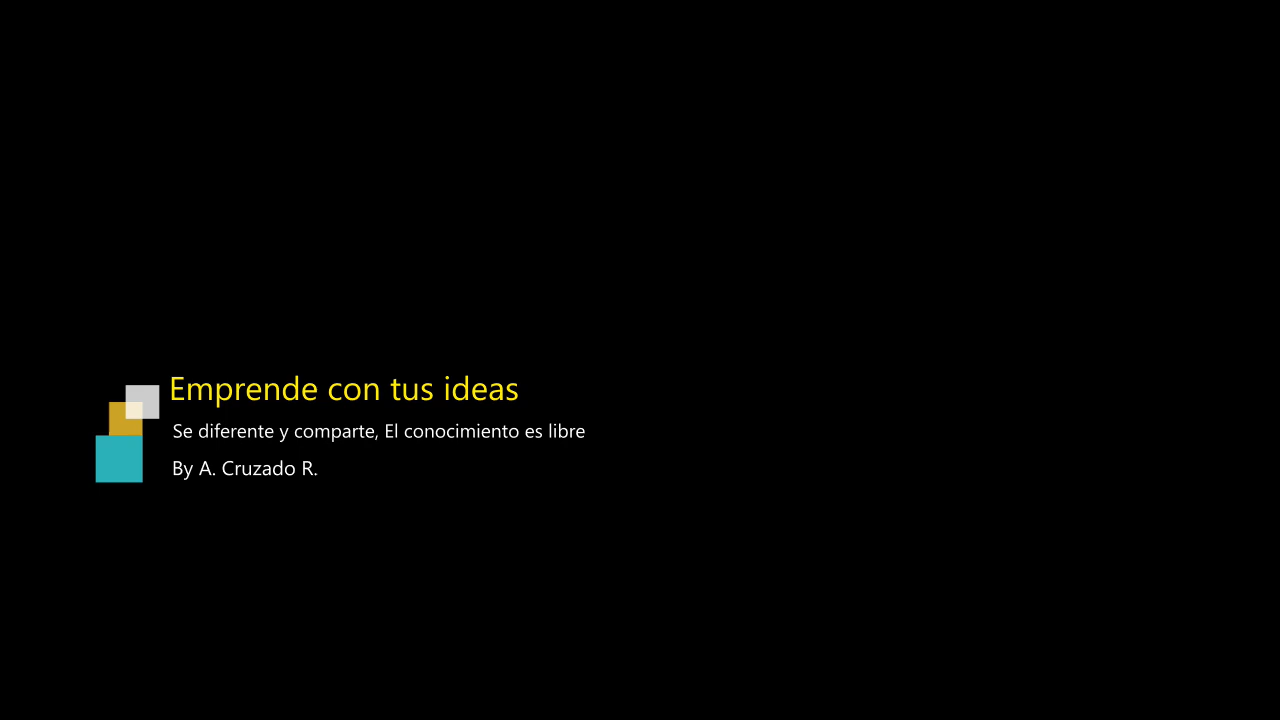 Emprende con tus ideas
Se diferente y comparte, El conocimiento es libre
By A. Cruzado R.